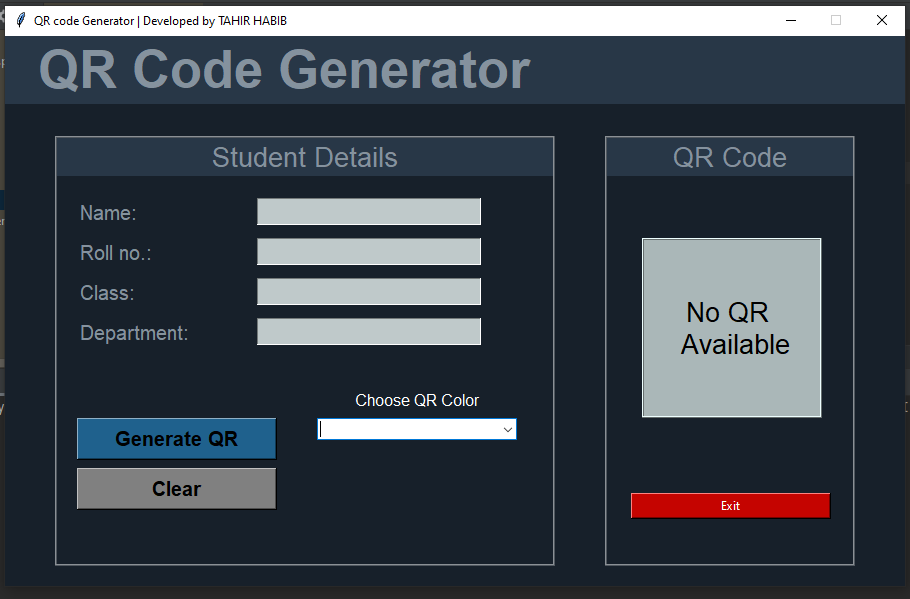 QR code Generator | Developed by TAHIR HABIB
QR Code Generator
Student Details
Name:
Roll no.:
Class:
Department:
Choose QR Color
Generate QR
Clear
QR Code
No QR
Available
Exit